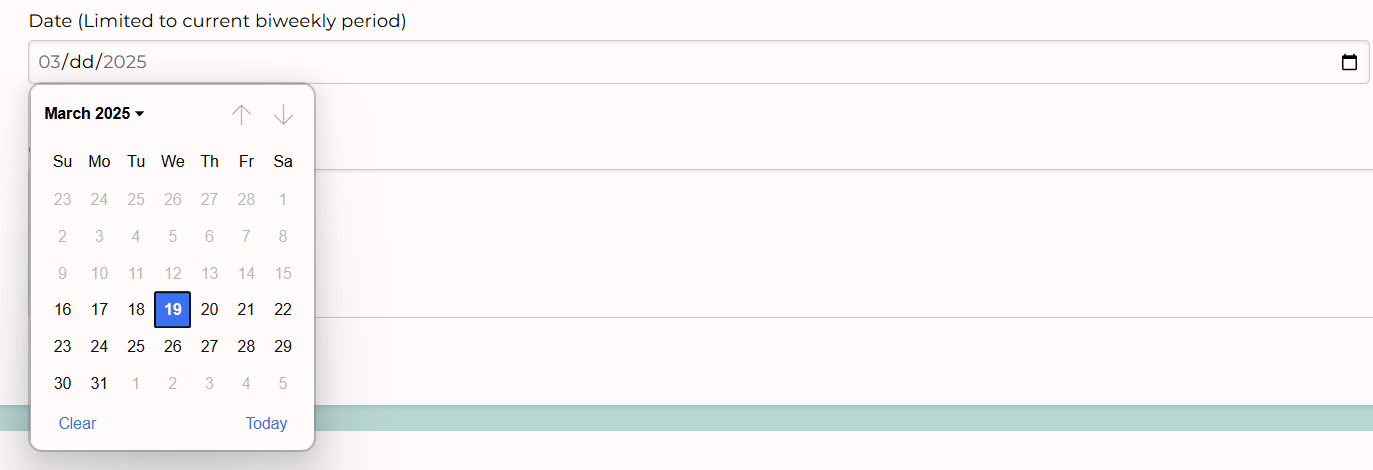 Date (Limited to current biweekly period)
03/dd/2025
March 2025
Su Mo Tu We Th Fr Sa
23 24 25 26 27 28 1
2 3 4 5 6 7 8
9 10 11 12 13 14 15
16 17 18 19 20 21 22
23 24 25 26 27 28 29
30 31 1 2 3 4 5
Clear Today